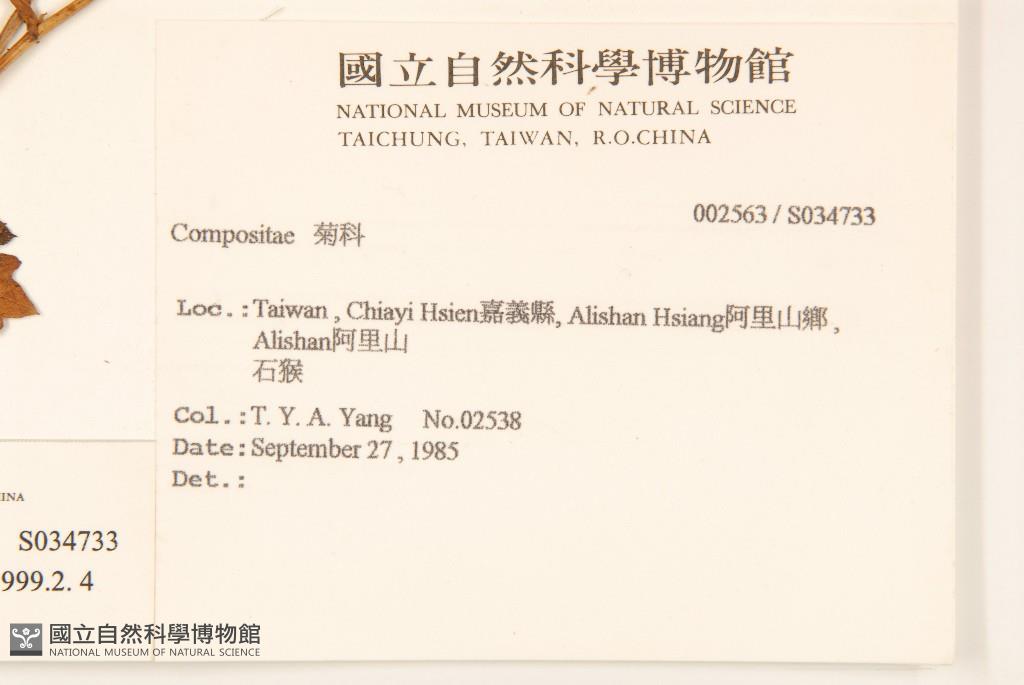 國立自然科學博物館
NATIONAL MUSEUM OF NATURAL SCIENCE
TAICHUNG, TAIWAN, R.O.CHINA
002563 / S034733
Compositae 菊科
Loc.:Taiwan , Chiayi Hsien嘉義縣, Alishan Hsiang阿里山鄉 ,
Alishan阿里山
石猴
Col.:T. Y. A. Yang No.02538
Date:September 27 , 1985
Det.:
INA
S034733
999.2. 4
國立自然科學博物館
NATIONAL MUSEUM OF NATURAL SCIENCE